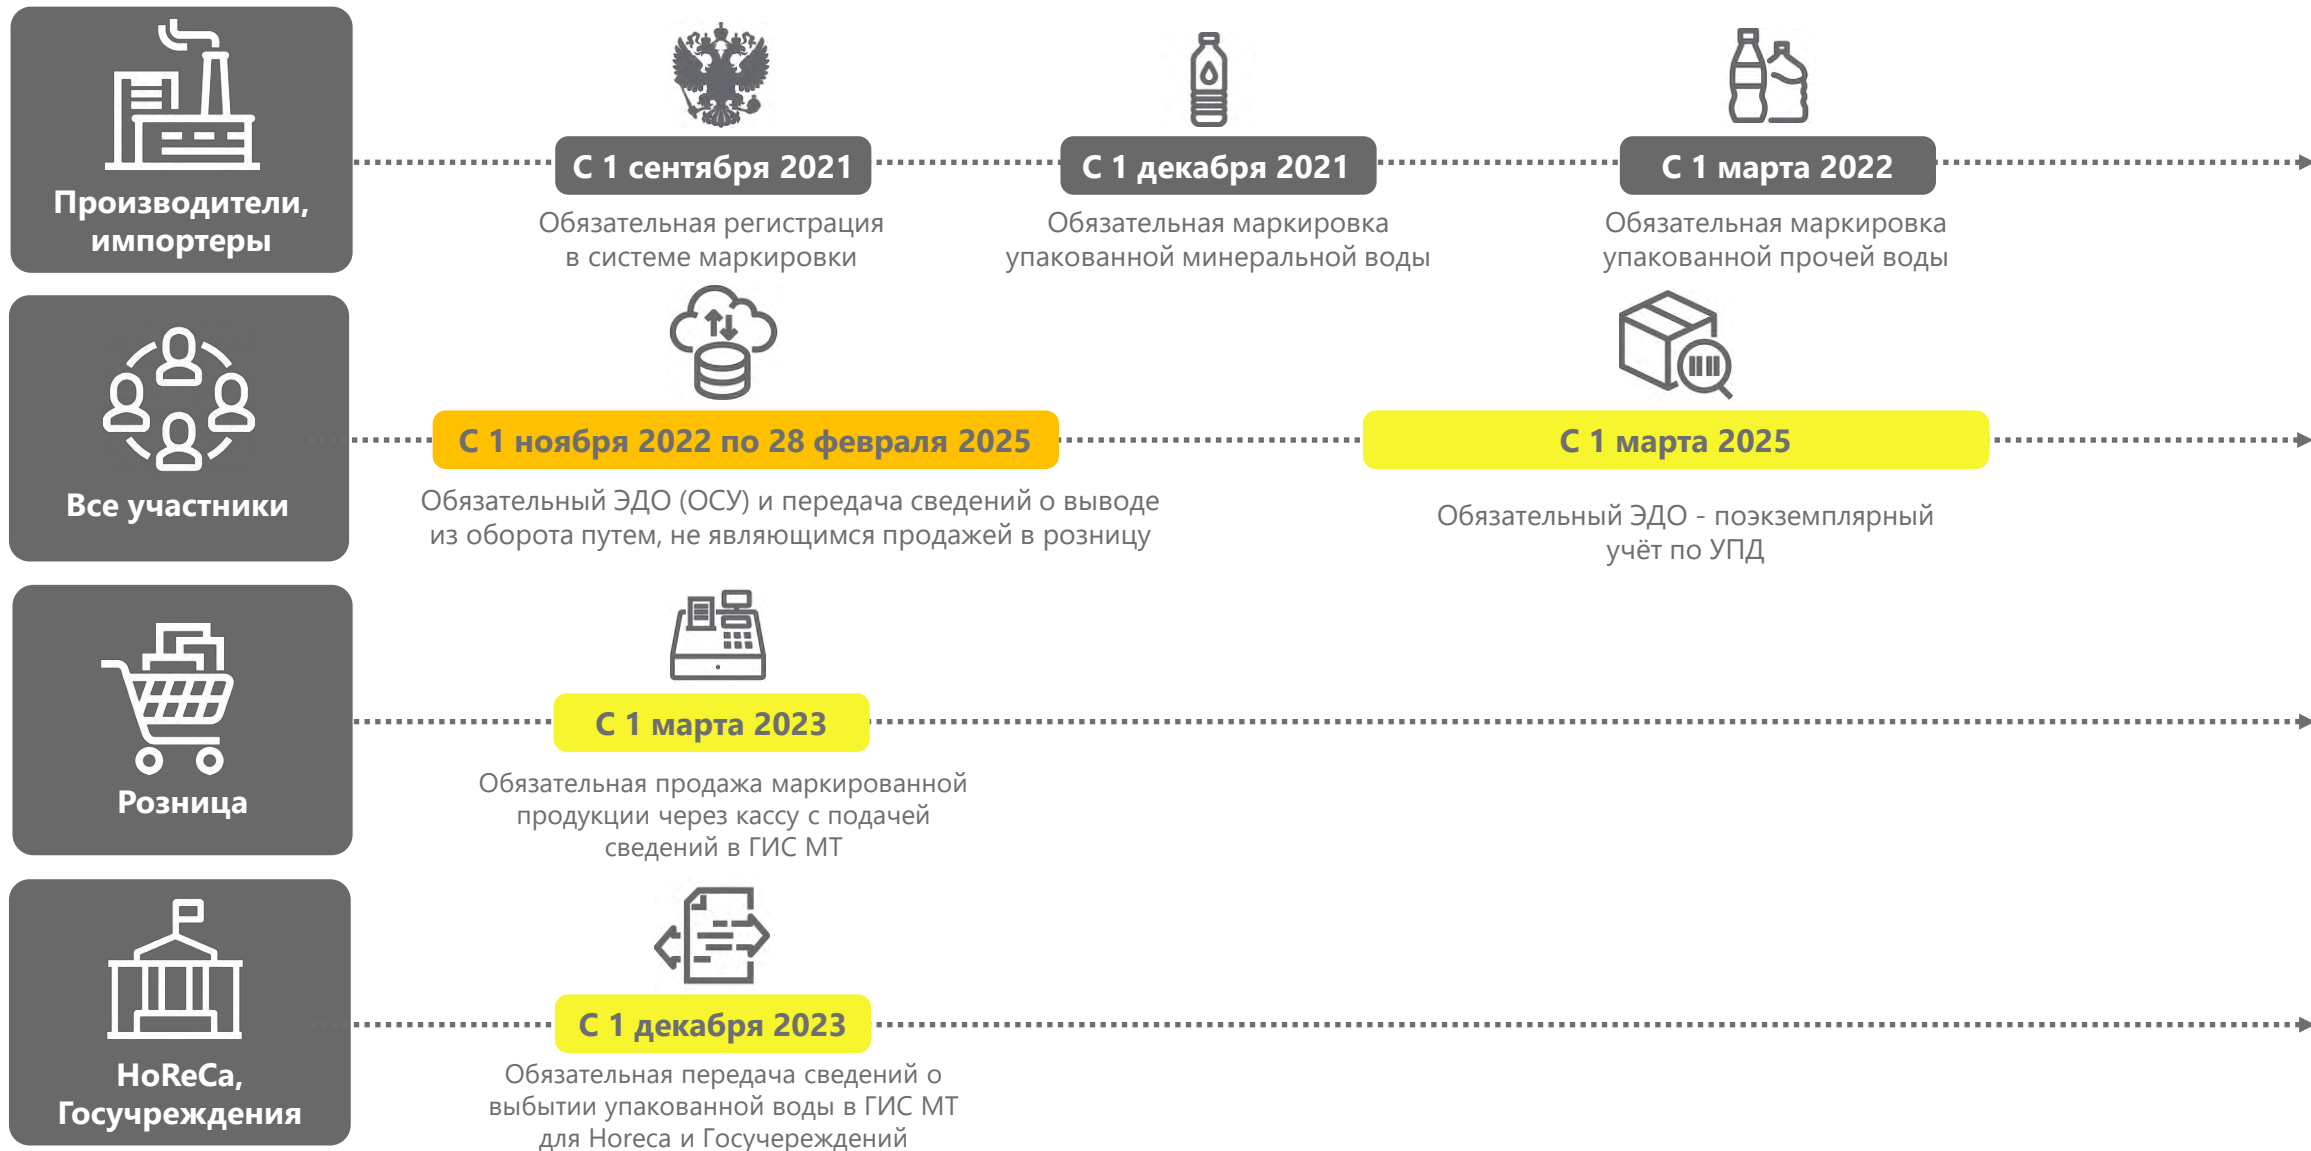 Производители,
импортеры
С 1 сентября 2021
Обязательная регистрация
в системе маркировки
С 1 декабря 2021
Обязательная маркировка
упакованной минеральной воды
С 1 марта 2022
Обязательная маркировка
упакованной прочей воды
Все участники
С 1 ноября 2022 по 28 февраля 2025
Обязательный ЭДО (ОСУ) и передача сведений о выводе
из оборота путем, не являющимся продажей в розницу
С 1 марта 2025
Обязательный ЭДО - поэкземплярный
учёт по УПД
Розница
С 1 марта 2023
Обязательная продажа маркированной
продукции через кассу с подачей
сведений в ГИС МТ
HoReCa,
Госучреждения
С 1 декабря 2023
Обязательная передача сведений о
выбытии упакованной воды в ГИС МТ
для Horeca и Госучереждений